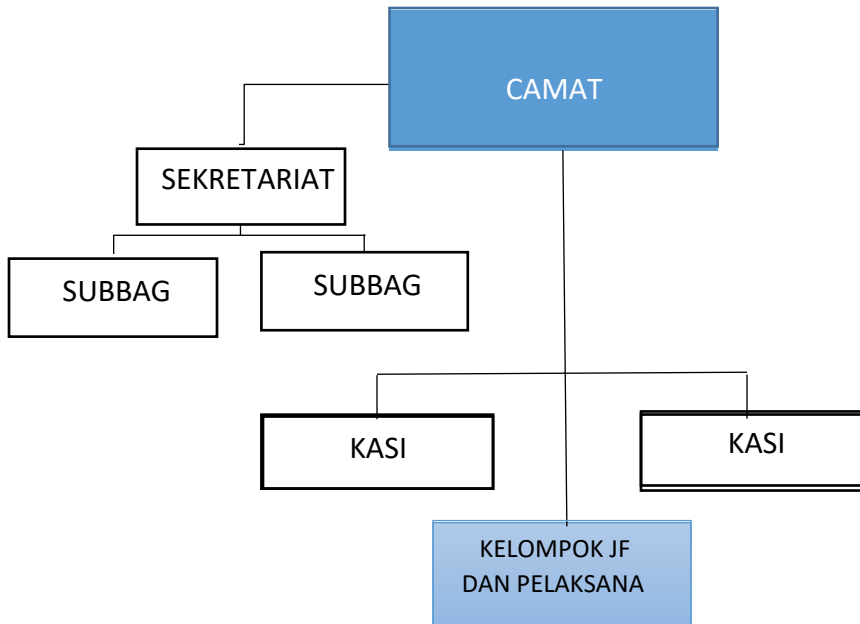 CAMAT
SEKRETARIAT
SUBBAG
SUBBAG
KASI
KASI
KELOMPOK JF
DAN PELAKSANA